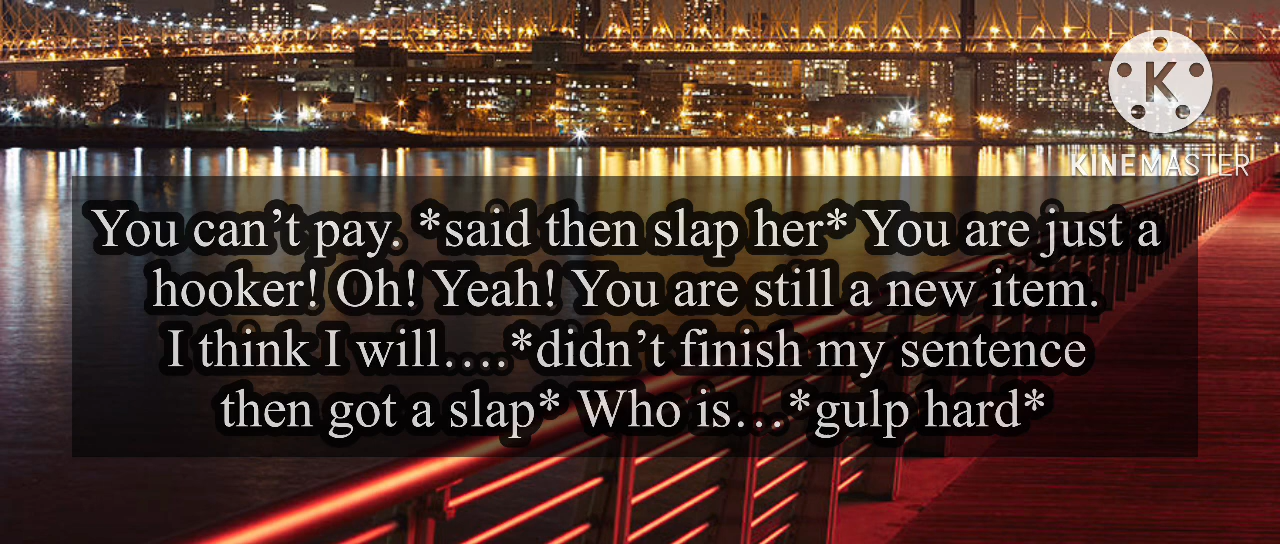 K
KINEMASTER
You can’t pay. *said then slap her* You are just a
hooker! Oh! Yeah! You are still a new item.
I think I will….*didn’t finish my sentence
then got a slap* Who is…*gulp hard*